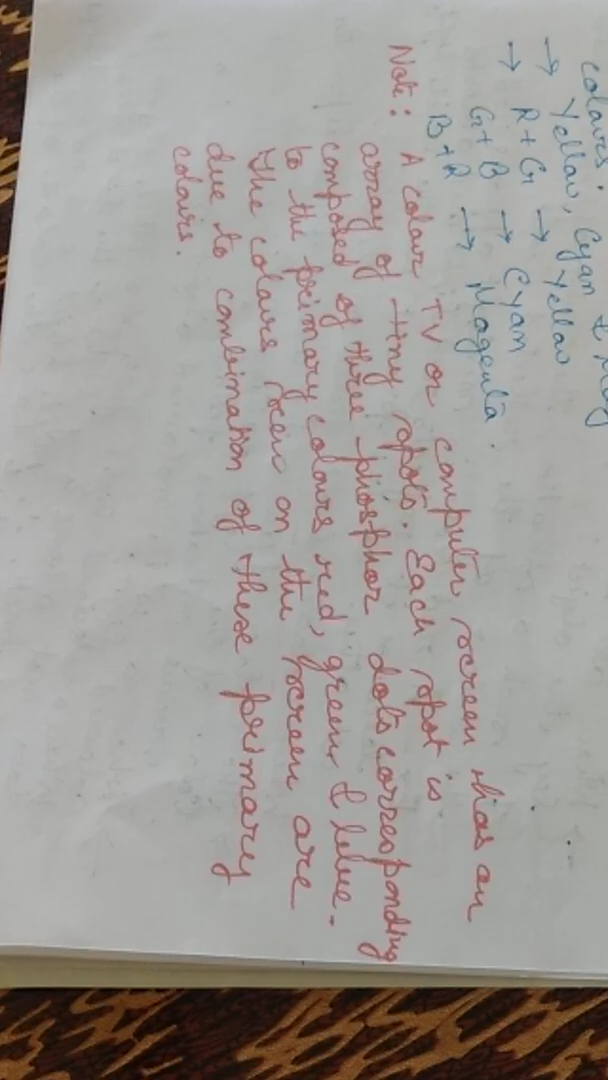 colours.
→ Yellow, Cyan &
→ R + G → Yellow
G + B → Cyan
B + R → Magenta.
Note: A colour TV or computer screen has an
array of tiny spots. Each spot is
composed of three phosphor dots corresponding
to the primary colours red, green & blue.
The colours seen on the screen are
due to combination of these primary
colours.